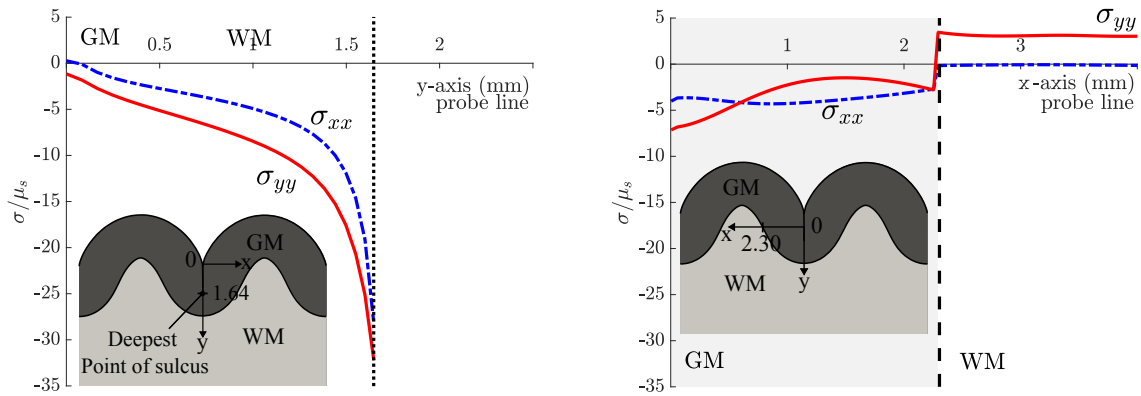 GM WM
0.5 1 1.5 2
0
-5
-10
-15
-20
-25
-30
-35
σ/μs
y-axis (mm)
probe line
σxx
σyy
0
GM
x
1.64
Deepest
Point of sulcus
y
WM
5
0
-5
-10
-15
-20
-25
-30
-35
σ/μs
1 2 3
σyy
x-axis (mm)
probe line
σxx
GM
0
x
2.30
WM
y
GM
WM